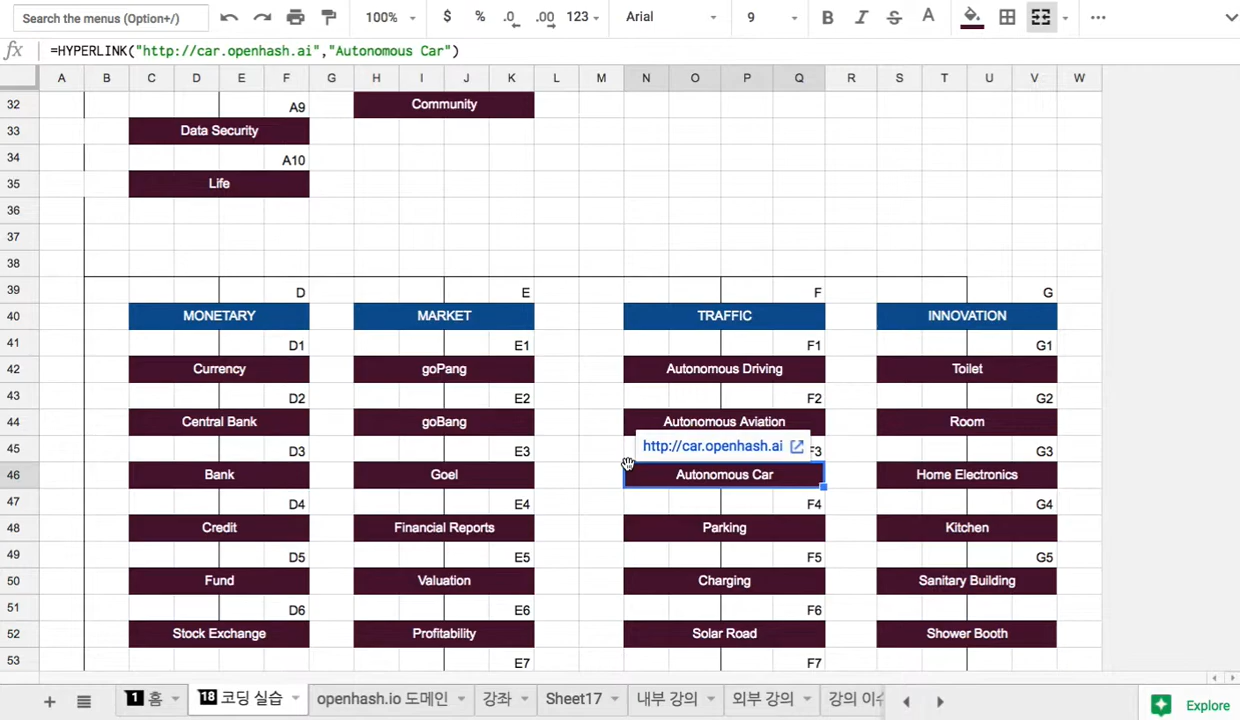 Search the menus (Option+/) 100% $ % .0 .00 123 Arial 9 B I S A
fx =HYPERLINK("http://car.openhash.ai","Autonomous Car")
A B C D E F G H I J K L M N O P Q R S T U V W
32 A9 Community
33 Data Security
34 A10
35 Life
36
37
38
39 D E F G
40 MONETARY MARKET TRAFFIC INNOVATION
41 D1 E1 F1 G1
42 Currency goPang Autonomous Driving Toilet
43 D2 E2 F2 G2
44 Central Bank goBang Autonomous Aviation Room
http://car.openhash.ai
45 D3 E3 F3 G3
46 Bank Goel Autonomous Car Home Electronics
47 D4 E4 F4 G4
48 Credit Financial Reports Parking Kitchen
49 D5 E5 F5 G5
50 Fund Valuation Charging Sanitary Building
51 D6 E6 F6
52 Stock Exchange Profitability Solar Road Shower Booth
53 E7 F7
1 홈 18 코딩 실습 openhash.io 도메인 강좌 Sheet17 내부 강의 외부 강의 강의 이슈 Explore